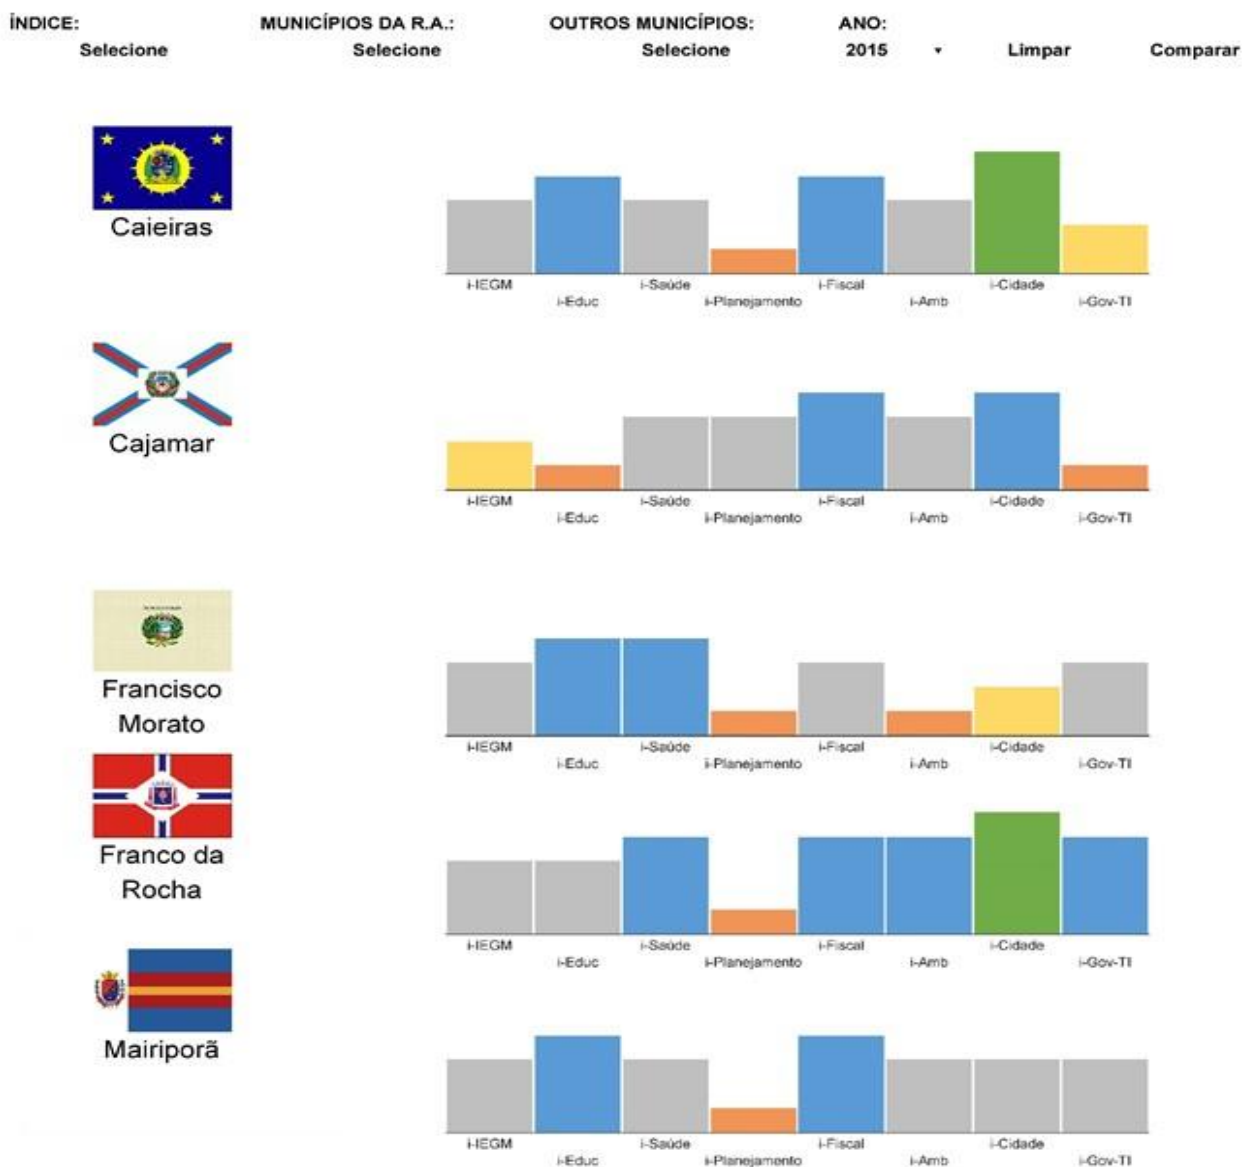 ÍNDICE: MUNICÍPIOS DA R.A.: OUTROS MUNICÍPIOS: ANO:
Selecione Selecione Selecione 2015 Limpar Comparar
Caieiras
i-IEGM i-Saúde i-Fiscal i-Cidade
i-Educ i-Planejamento i-Amb i-Gov-TI
Cajamar
i-IEGM i-Saúde i-Fiscal i-Cidade
i-Educ i-Planejamento i-Amb i-Gov-TI
Francisco
Morato
i-IEGM i-Saúde i-Fiscal i-Cidade
i-Educ i-Planejamento i-Amb i-Gov-TI
Franco da
Rocha
i-IEGM i-Saúde i-Fiscal i-Cidade
i-Educ i-Planejamento i-Amb i-Gov-TI
Mairiporã
i-IEGM i-Saúde i-Fiscal i-Cidade
i-Educ i-Planejamento i-Amb i-Gov-TI